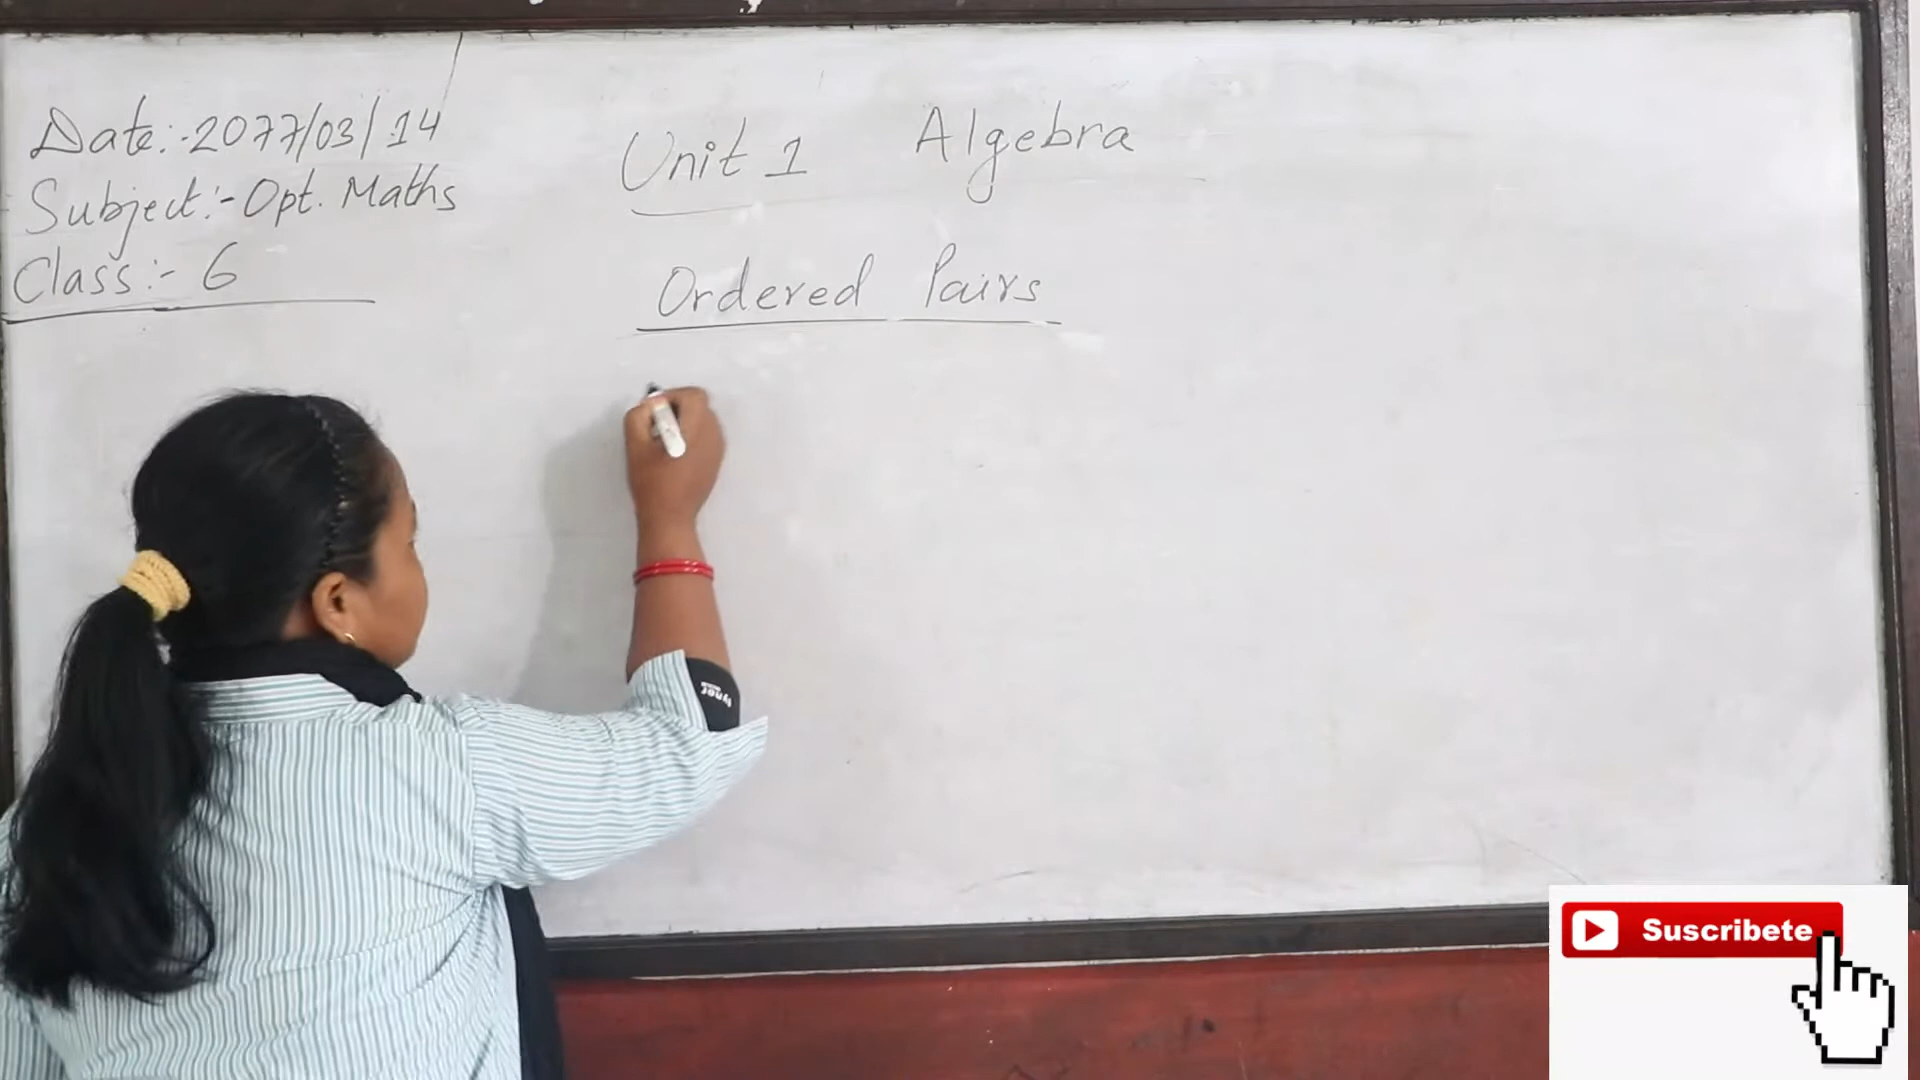 Date:-2077/03/14
Subject:-Opt. Maths
Class:- 6
Unit 1 Algebra
Ordered Pairs
Suscribete